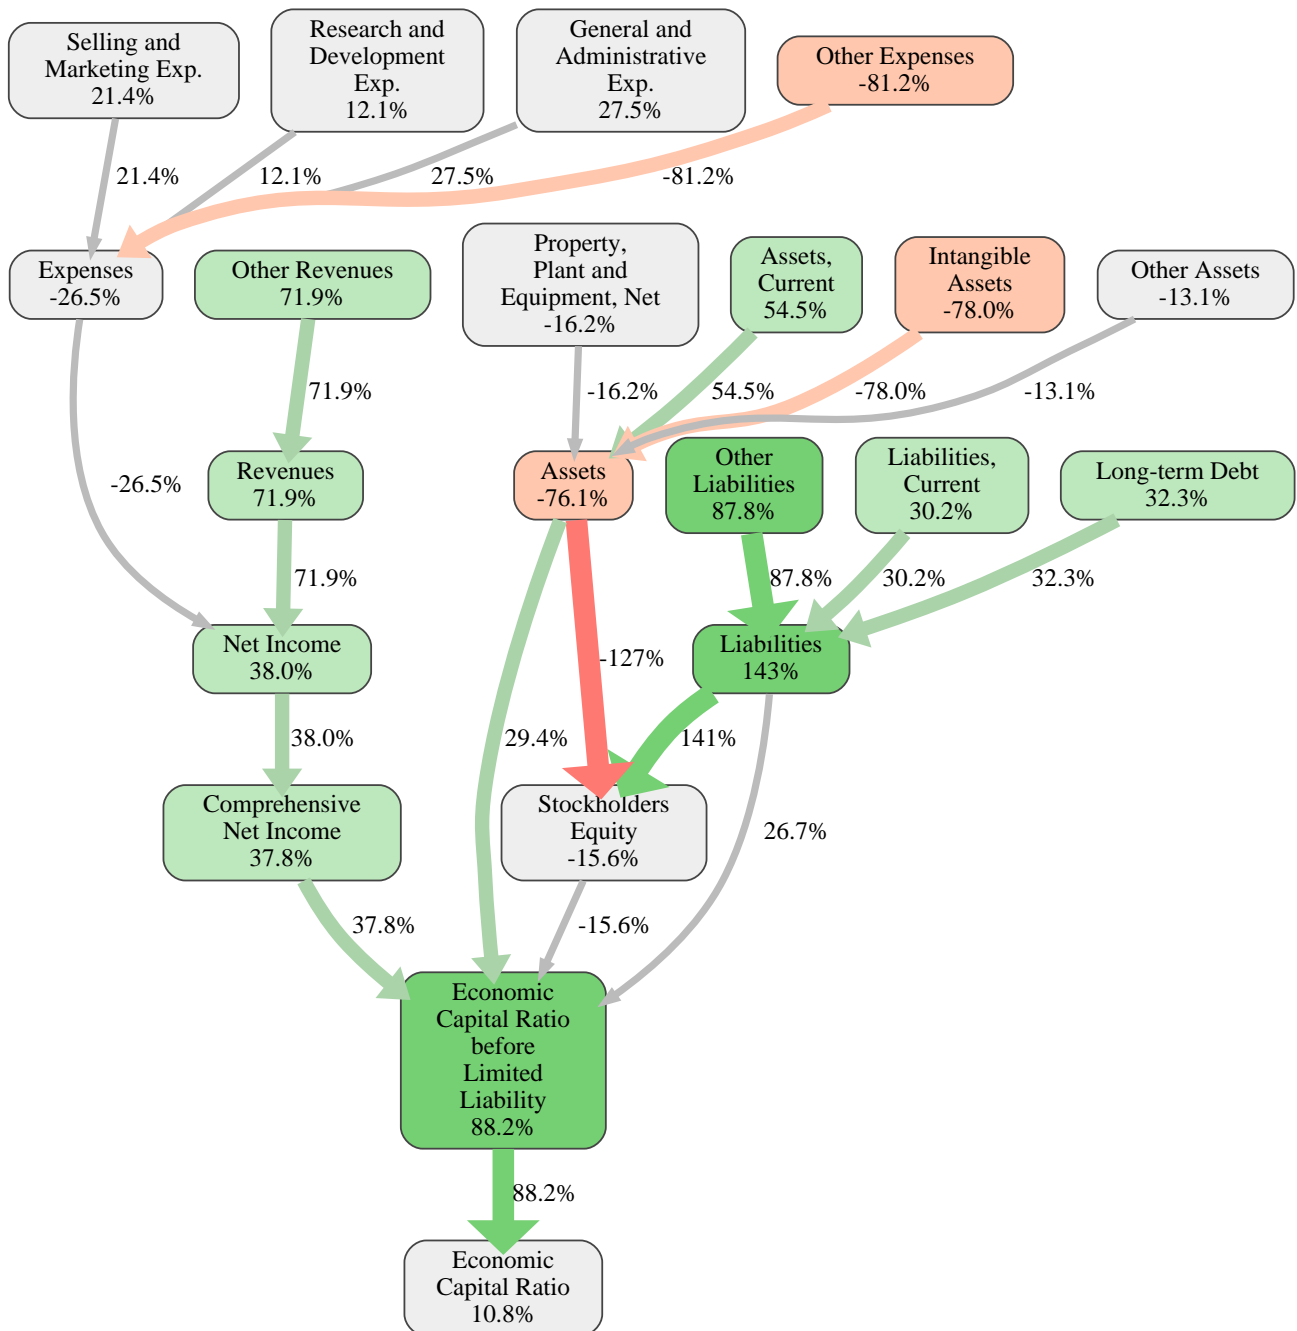 Selling and
Marketing Exp.
21.4%
Research and
Development
Exp.
12.1%
General and
Administrative
Exp.
27.5%
Other Expenses
-81.2%
21.4%
12.1%
27.5%
-81.2%
Expenses
-26.5%
Other Revenues
71.9%
Property,
Plant and
Equipment, Net
-16.2%
Assets,
Current
54.5%
Intangible
Assets
-78.0%
Other Assets
-13.1%
71.9%
-16.2%
54.5%
-78.0%
-13.1%
-26.5%
Revenues
71.9%
Assets
-76.1%
Other
Liabilities
87.8%
Liabilities,
Current
30.2%
Long-term Debt
32.3%
71.9%
87.8%
30.2%
32.3%
Net Income
38.0%
-127%
Liabilities
143%
38.0%
29.4%
141%
26.7%
Comprehensive
Net Income
37.8%
Stockholders
Equity
-15.6%
37.8%
-15.6%
Economic
Capital Ratio
before
Limited
Liability
88.2%
88.2%
Economic
Capital Ratio
10.8%